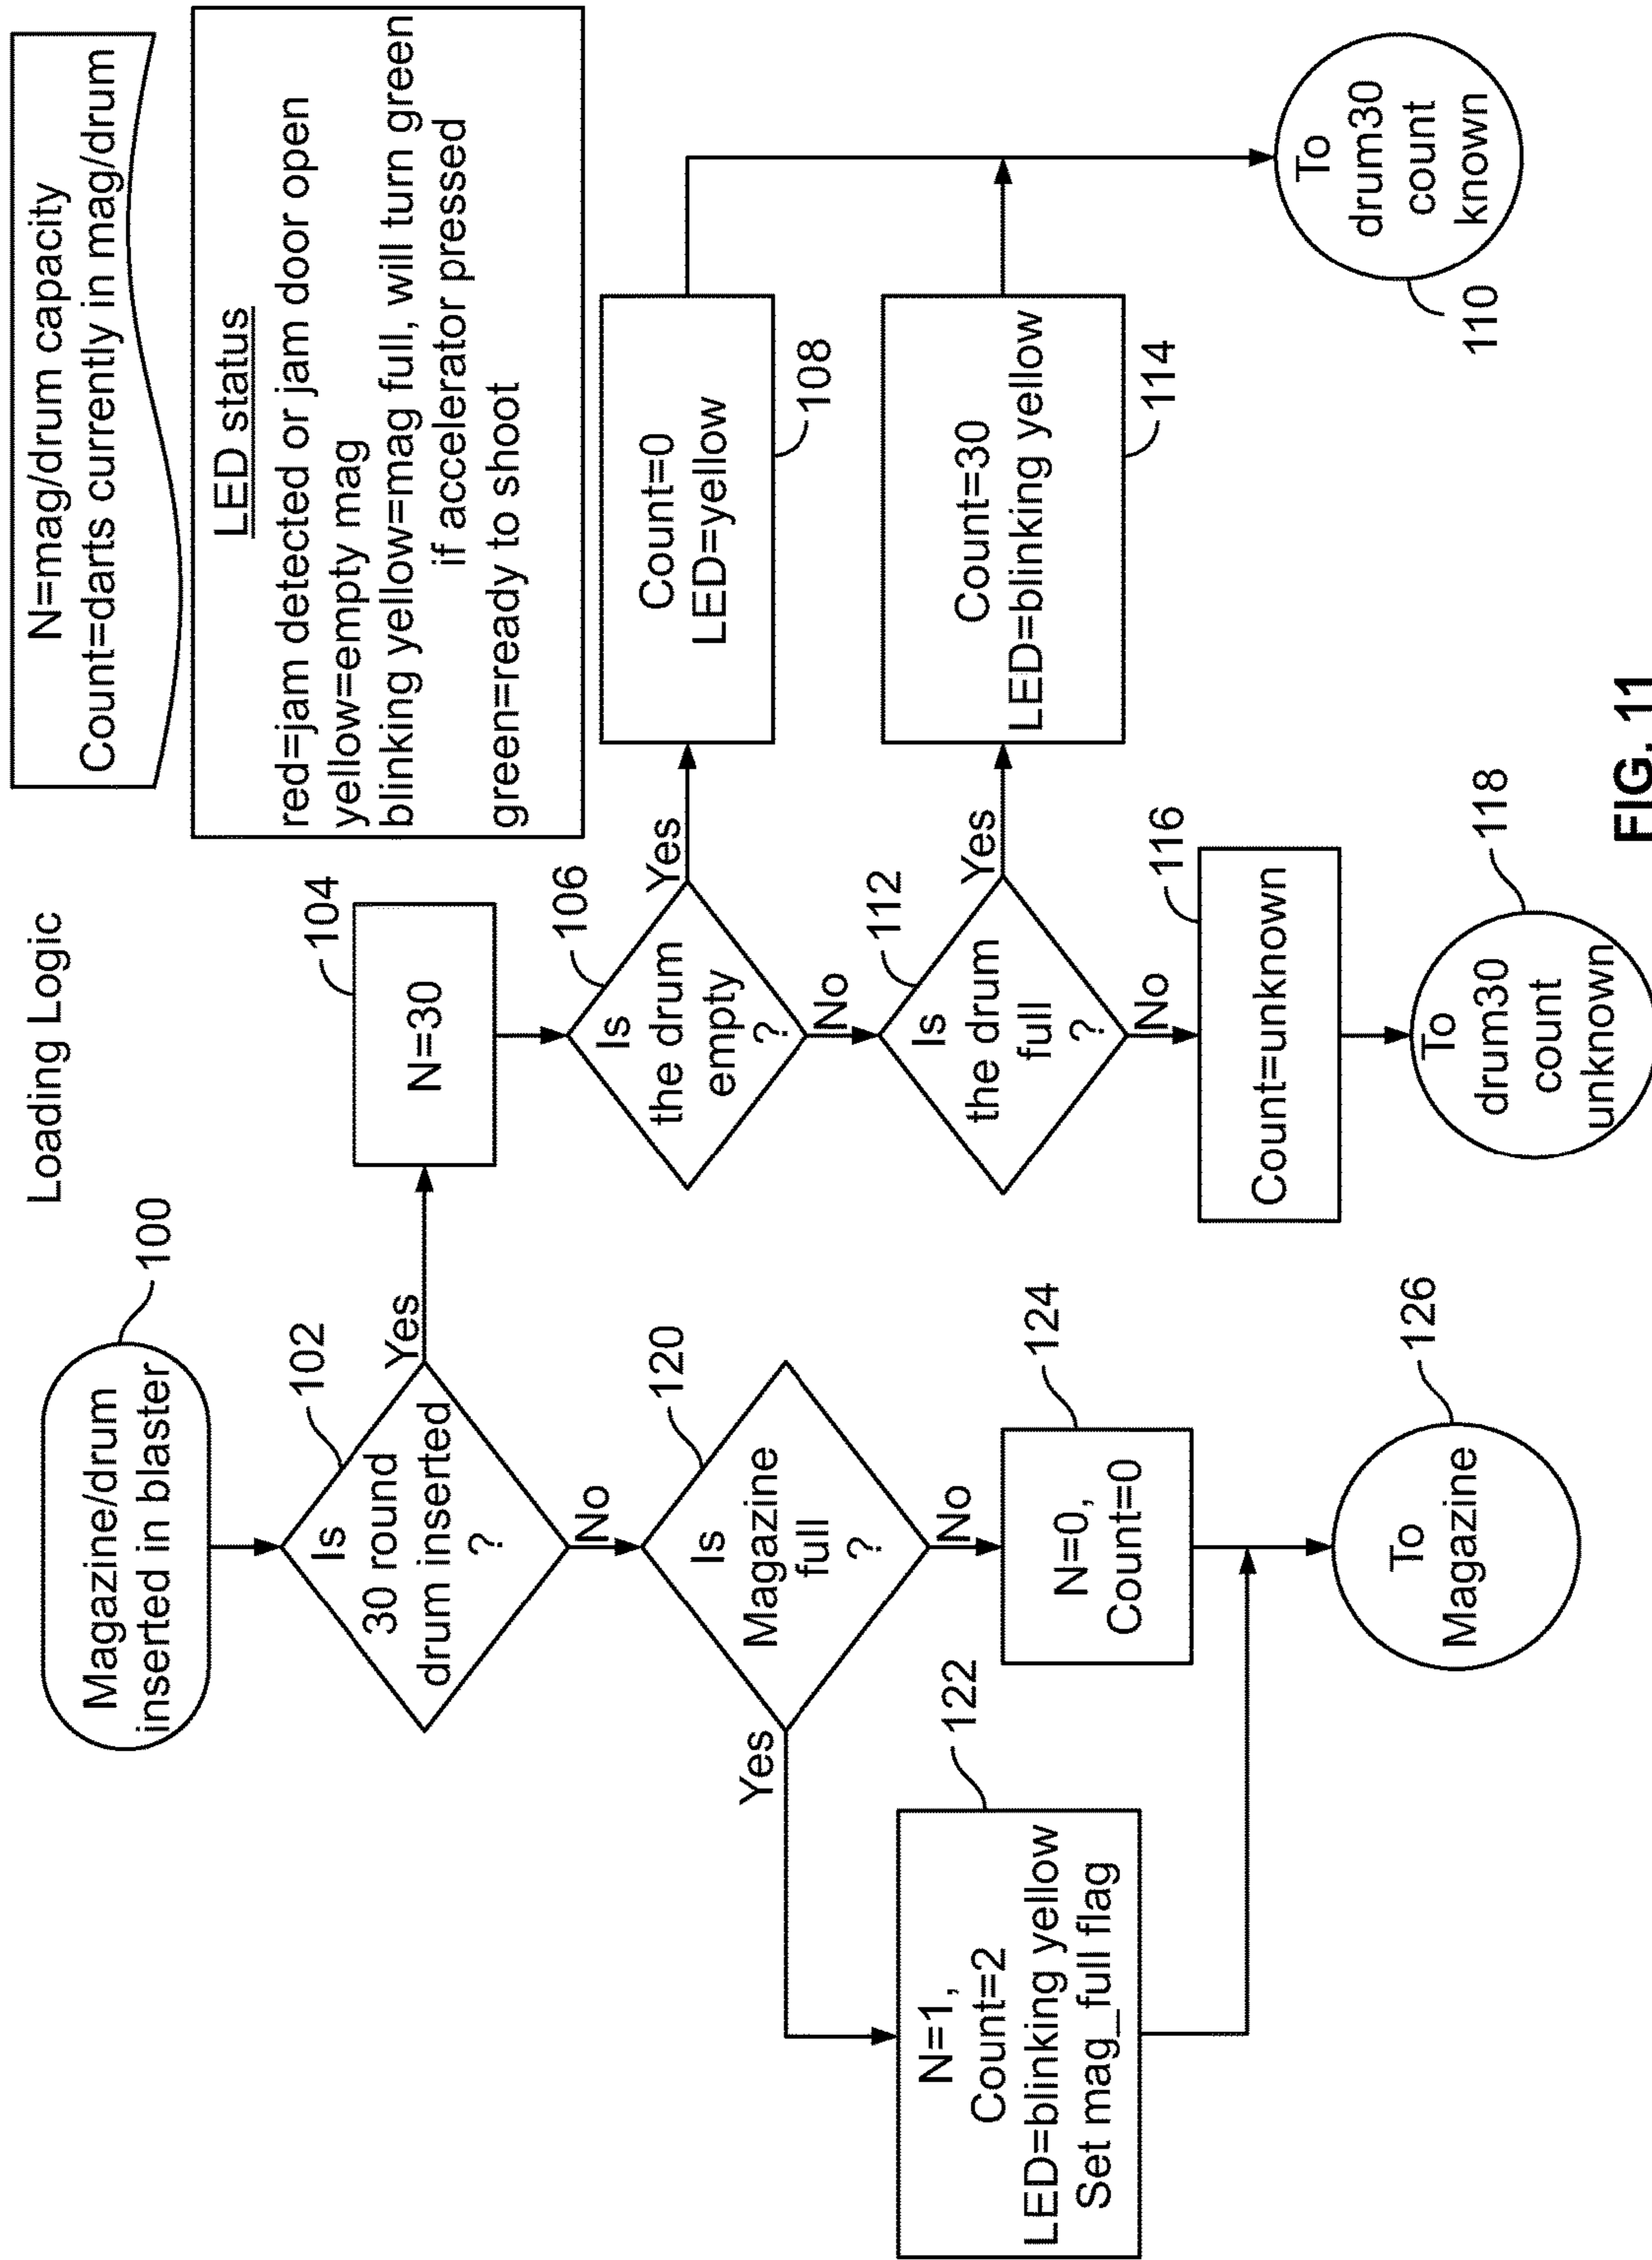 Loading Logic
N=mag/drum capacity
Count=darts currently in mag/drum
LED status
red=jam detected or jam door open
yellow=empty mag
blinking yellow=mag full, will turn green
if accelerator pressed
green=ready to shoot
Magazine/drum
inserted in blaster
100
Is
30 round
drum inserted
?
102
Yes
No
N=30
104
Is
the drum
empty
?
106
Yes
No
Count=0
LED=yellow
108
Is
the drum
full
?
112
Yes
No
Count=30
LED=blinking yellow
114
To
drum30
count
known
110
Count=unknown
116
To
drum30
count
unknown
118
Is
Magazine
full
?
120
Yes
No
N=1,
Count=2
LED=blinking yellow
Set mag_full flag
122
N=0,
Count=0
124
To
Magazine
126
FIG. 11